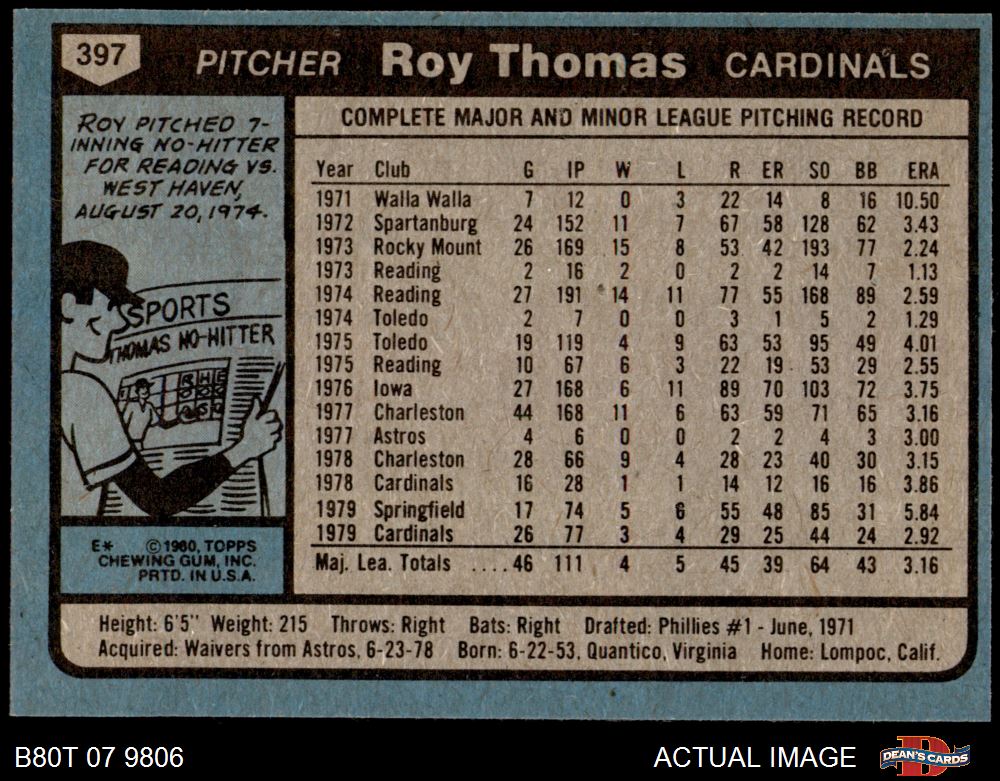 397 PITCHER Roy Thomas CARDINALS
ROY PITCHED 7-
INNING NO-HITTER
FOR READING VS.
WEST HAVEN,
AUGUST 20, 1974.
SPORTS
THOMAS NO-HITTER
R H E
E* © 1980, TOPPS
CHEWING GUM, INC.
PRTD. IN U.S.A.
COMPLETE MAJOR AND MINOR LEAGUE PITCHING RECORD
Year Club G IP W L R ER SO BB ERA
1971 Walla Walla 7 12 0 3 22 14 8 16 10.50
1972 Spartanburg 24 152 11 7 67 58 128 62 3.43
1973 Rocky Mount 26 169 15 8 53 42 193 77 2.24
1973 Reading 2 16 2 0 2 2 14 7 1.13
1974 Reading 27 191 14 11 77 55 168 89 2.59
1974 Toledo 2 7 0 0 3 1 5 2 1.29
1975 Toledo 19 119 4 9 63 53 95 49 4.01
1975 Reading 10 67 6 3 22 19 53 29 2.55
1976 Iowa 27 168 6 11 89 70 103 72 3.75
1977 Charleston 44 168 11 6 63 59 71 65 3.16
1977 Astros 4 6 0 0 2 2 4 3 3.00
1978 Charleston 28 66 9 4 28 23 40 30 3.15
1978 Cardinals 16 28 1 1 14 12 16 16 3.86
1979 Springfield 17 74 5 6 55 48 85 31 5.84
1979 Cardinals 26 77 3 4 29 25 44 24 2.92
Maj. Lea. Totals ....46 111 4 5 45 39 64 43 3.16
Height: 6'5" Weight: 215 Throws: Right Bats: Right Drafted: Phillies #1 - June, 1971
Acquired: Waivers from Astros, 6-23-78 Born: 6-22-53, Quantico, Virginia Home: Lompoc, Calif.
B80T 07 9806 ACTUAL IMAGE DEAN'S CARDS